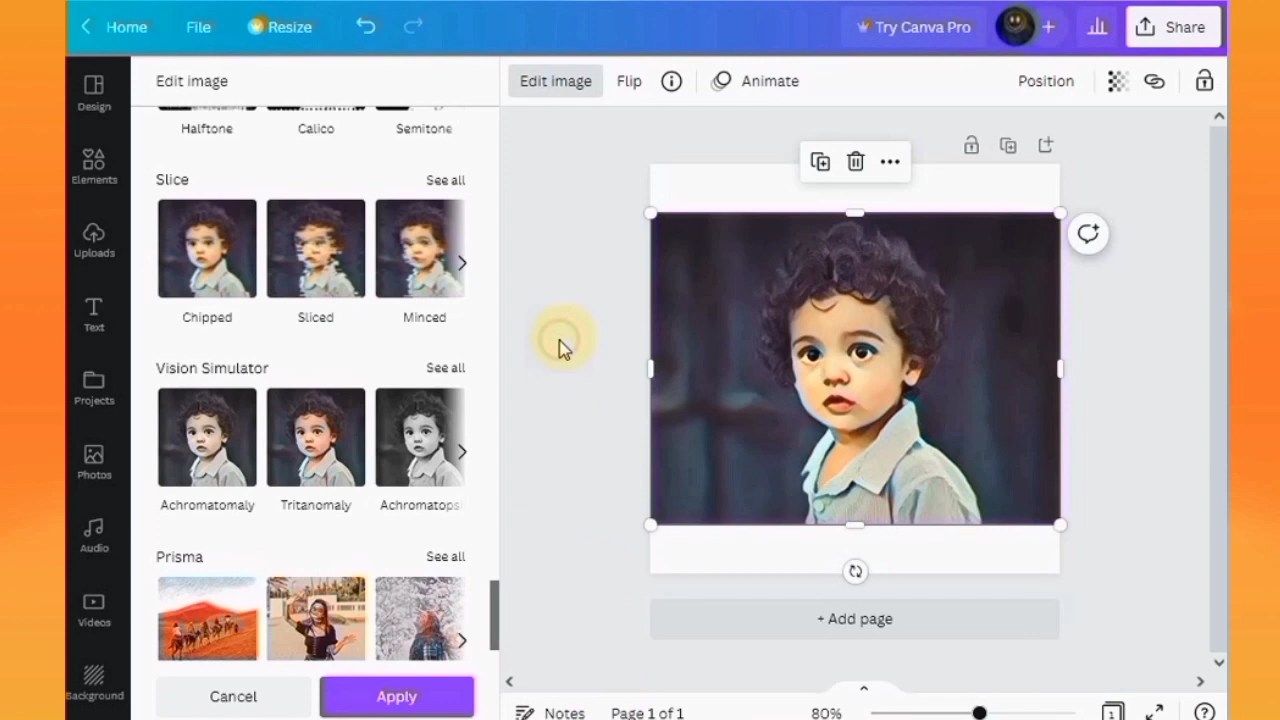 Home File Resize Try Canva Pro Share
Edit image
Edit image Flip Animate Position
Design
Elements
Uploads
Text
Projects
Photos
Audio
Videos
Background
Halftone Calico Semitone
Slice See all
Chipped Sliced Minced
Vision Simulator See all
Achromatomaly Tritanomaly Achromatops
Prisma See all
Cancel Apply
+ Add page
Notes Page 1 of 1 80% 1